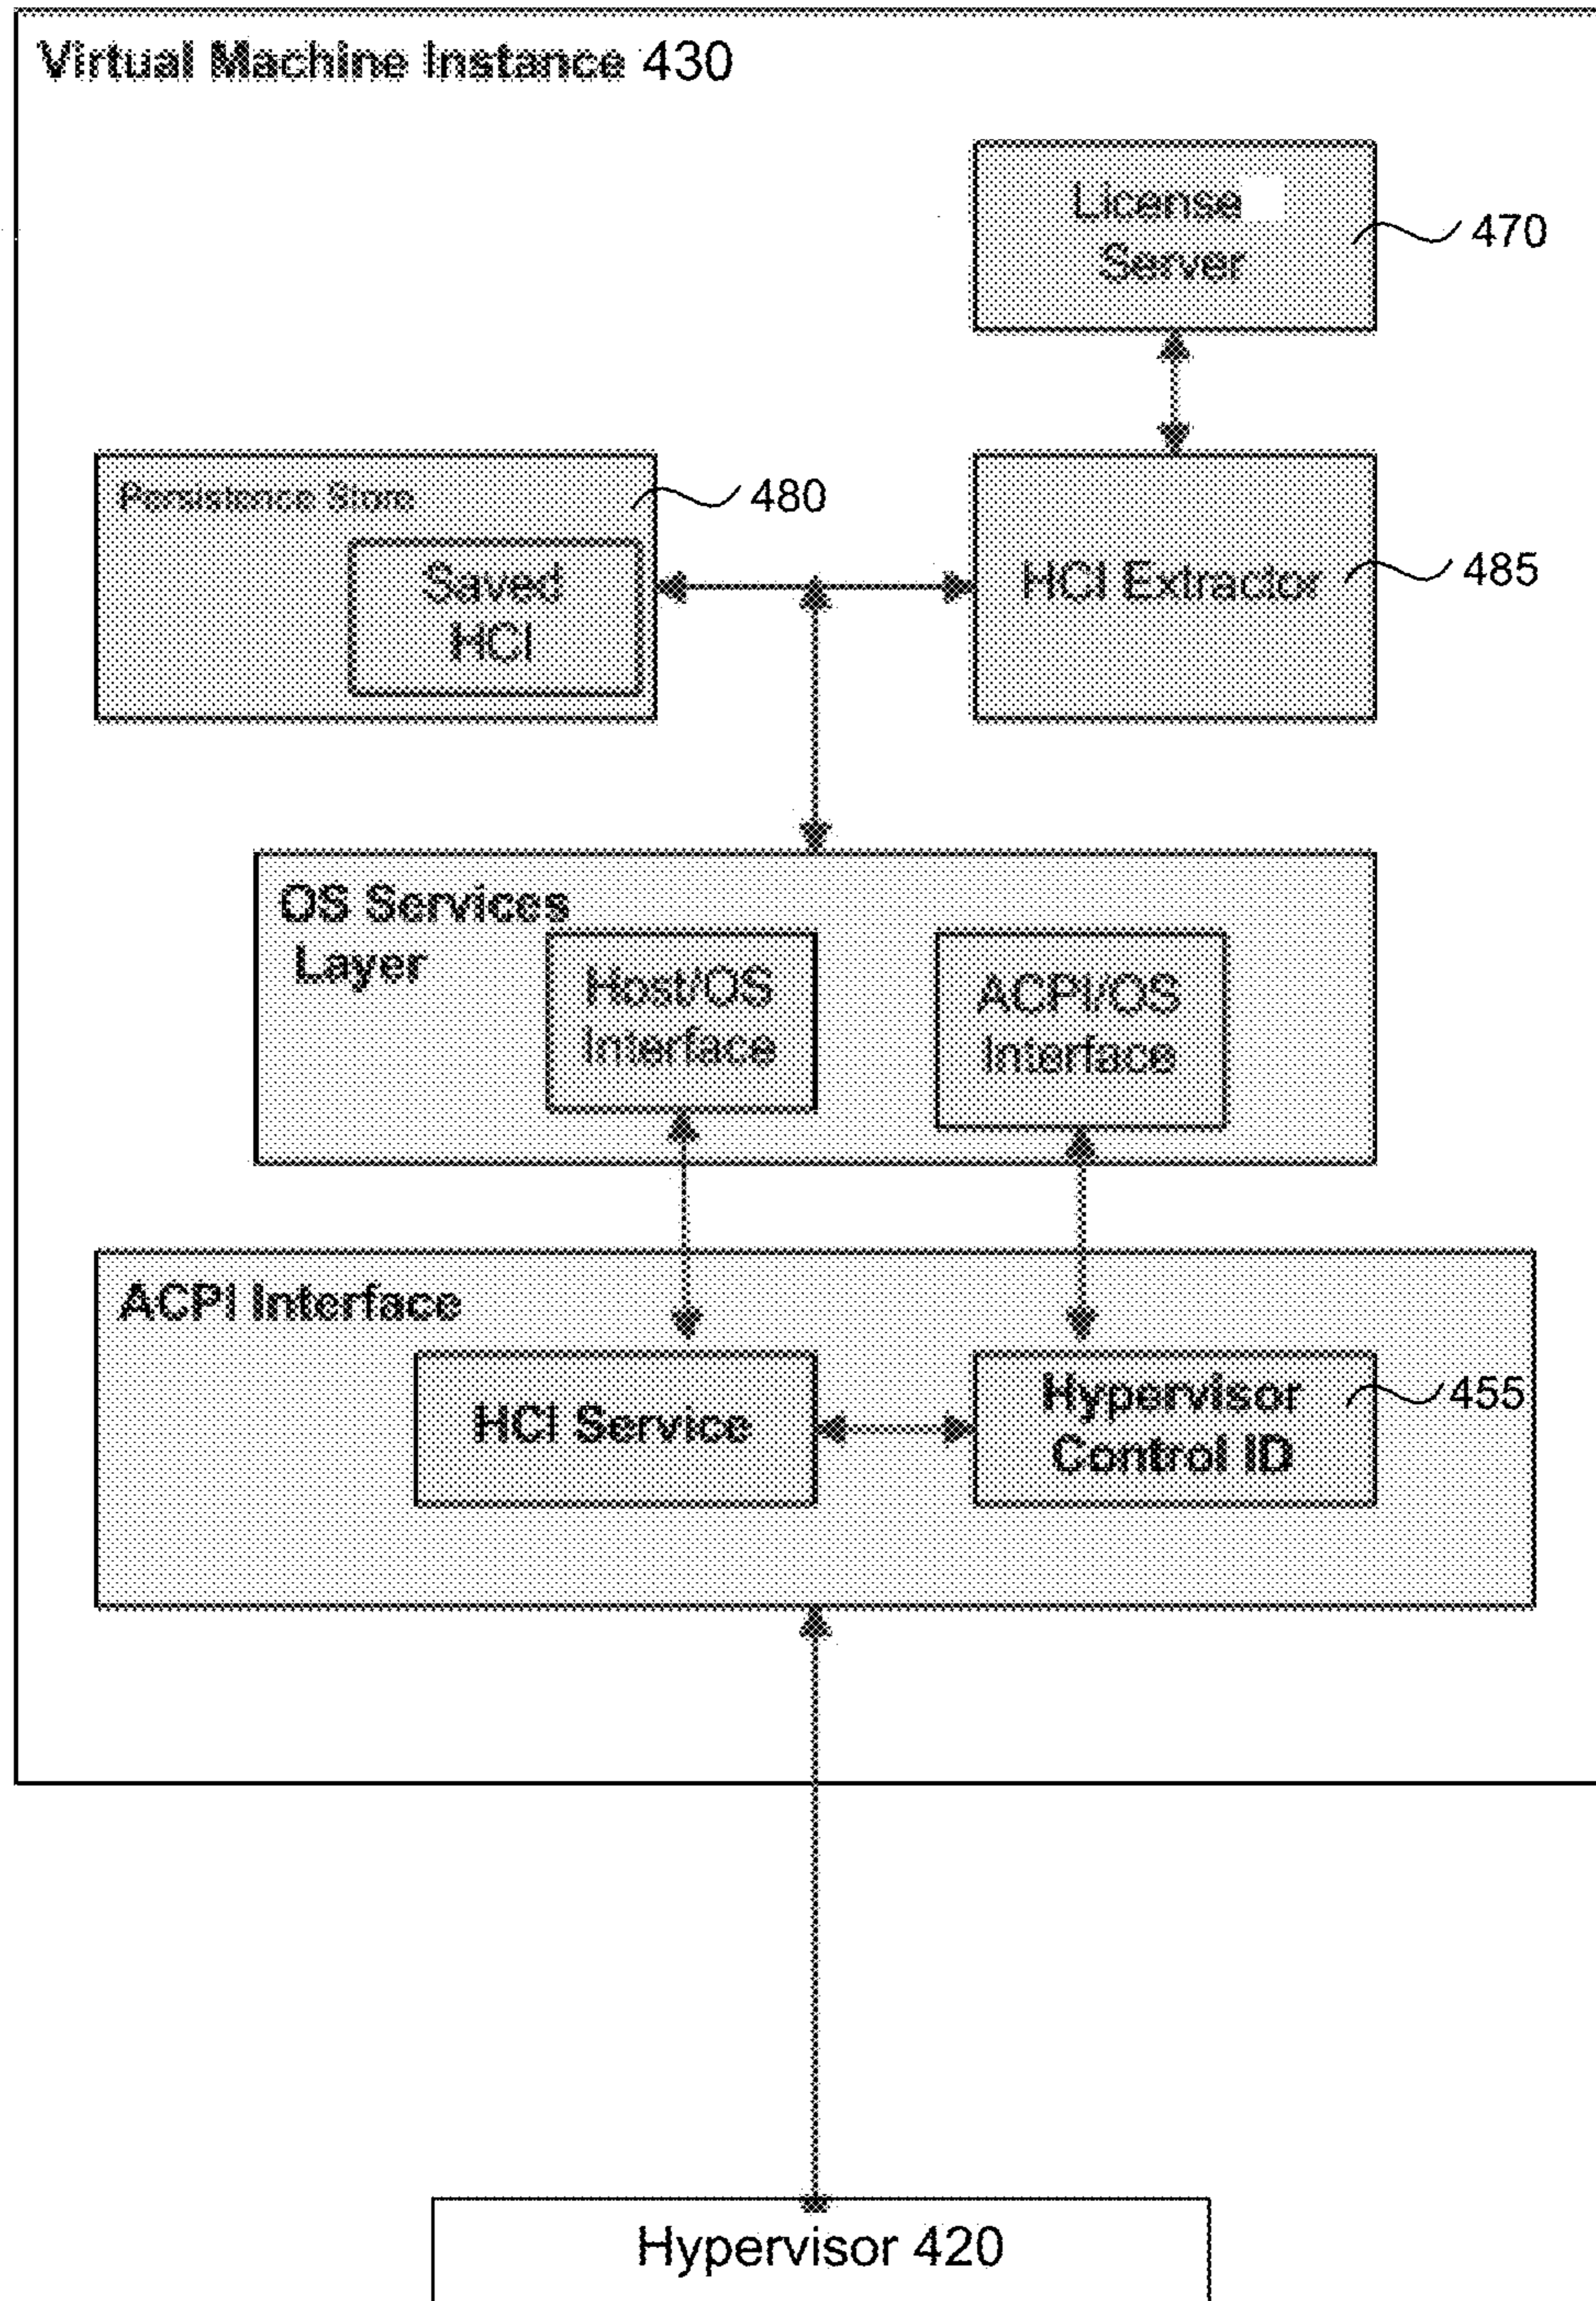 Virtual Machine Instance 430
License
Server
470
Persistence Store
480
Saved
HCI
HCI Extractor
485
OS Services
Layer
Host/OS
Interface
ACPI/OS
Interface
ACPI Interface
HCI Service
Hypervisor
Control ID
455
Hypervisor 420